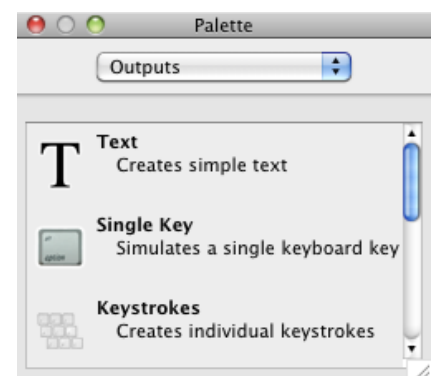 Palette
Outputs
Text
Creates simple text
Single Key
Simulates a single keyboard key
Keystrokes
Creates individual keystrokes